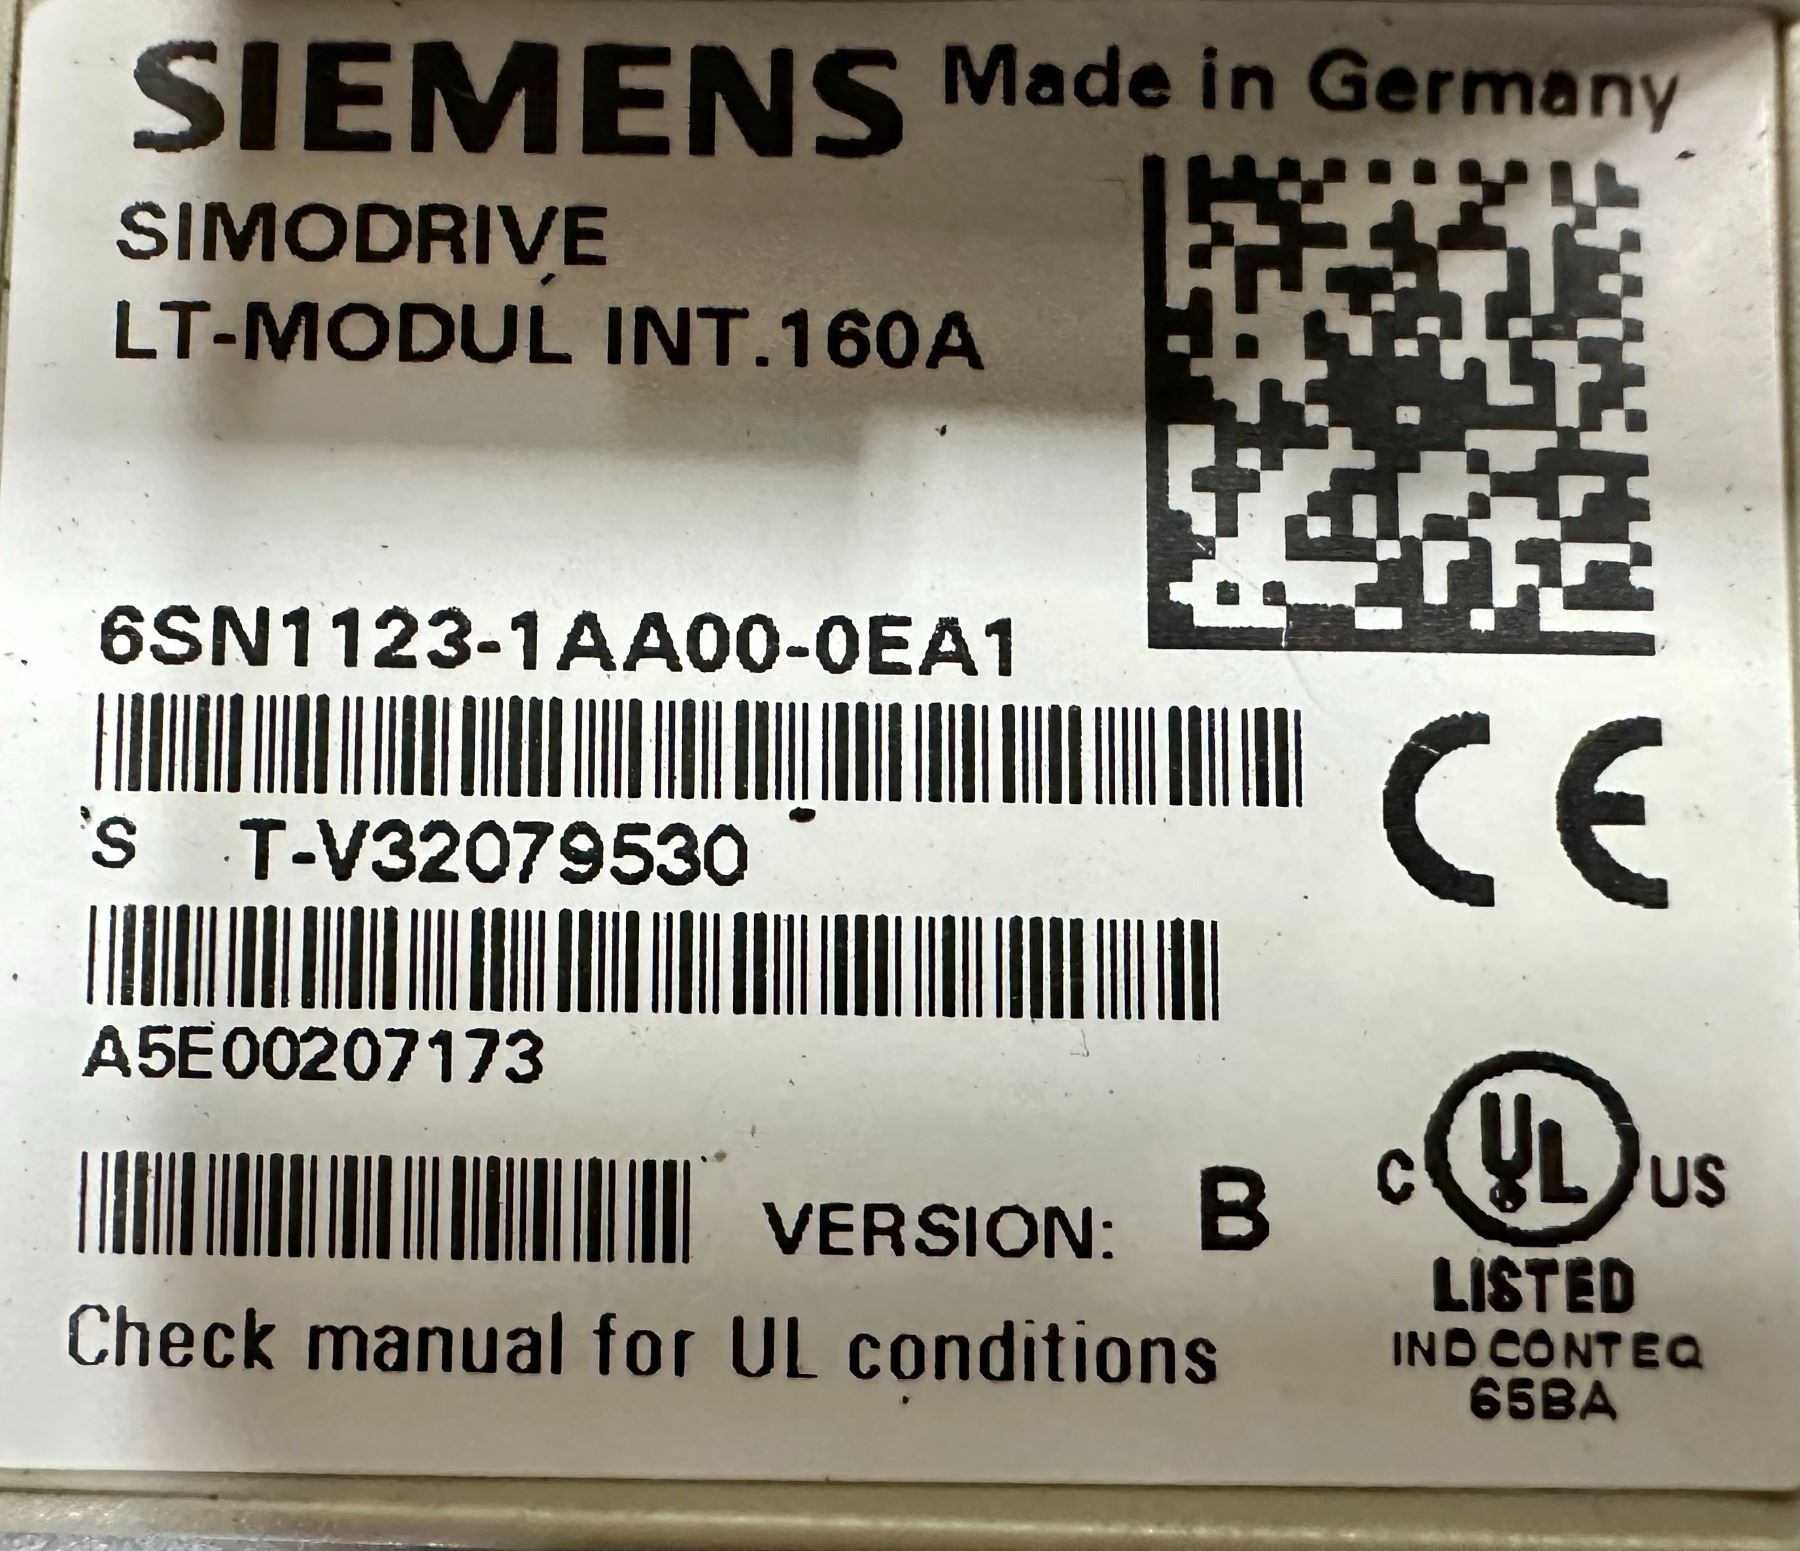 SIEMENS Made in Germany
SIMODRIVE
LT-MODUL INT.160A
6SN1123-1AA00-0EA1
S T-V32079530
A5E00207173
VERSION: B
Check manual for UL conditions
CE
C UL US
LISTED
IND CONT EQ
65BA